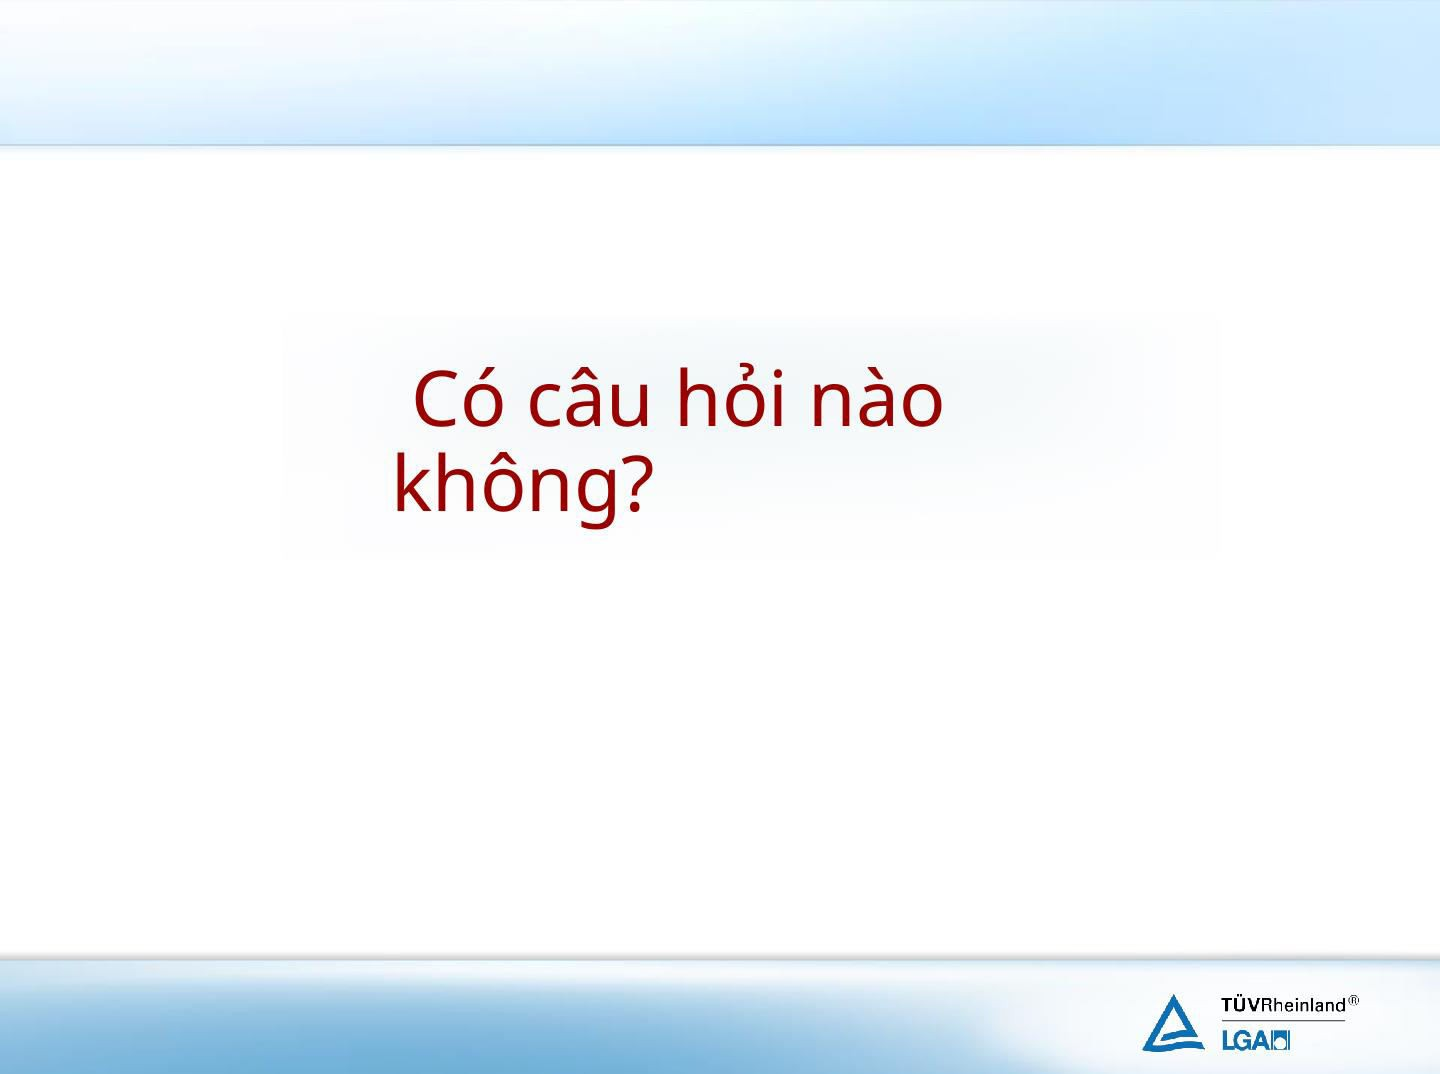 Có câu hỏi nào
không?
TÜVRheinland®
LGA